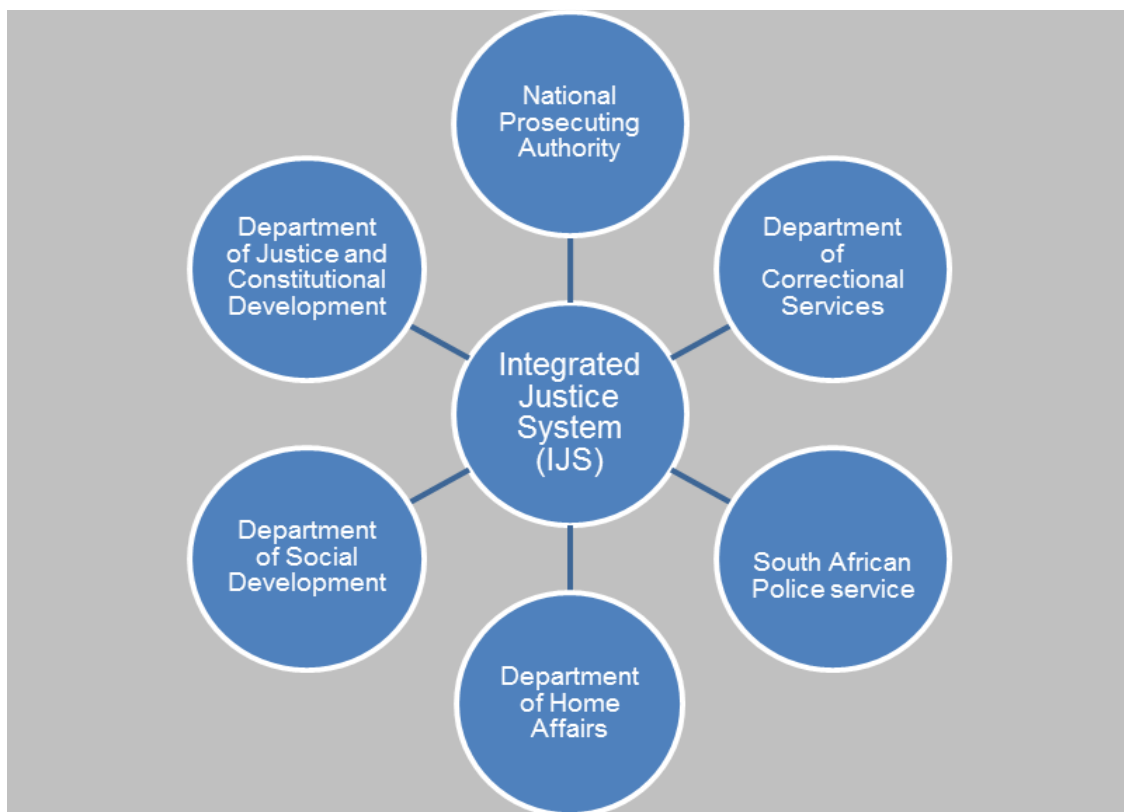 National
Prosecuting
Authority
Department
of
Correctional
Services
South African
Police service
Department
of Home
Affairs
Department
of Social
Development
Department
of Justice and
Constitutional
Development
Integrated
Justice
System
(IJS)